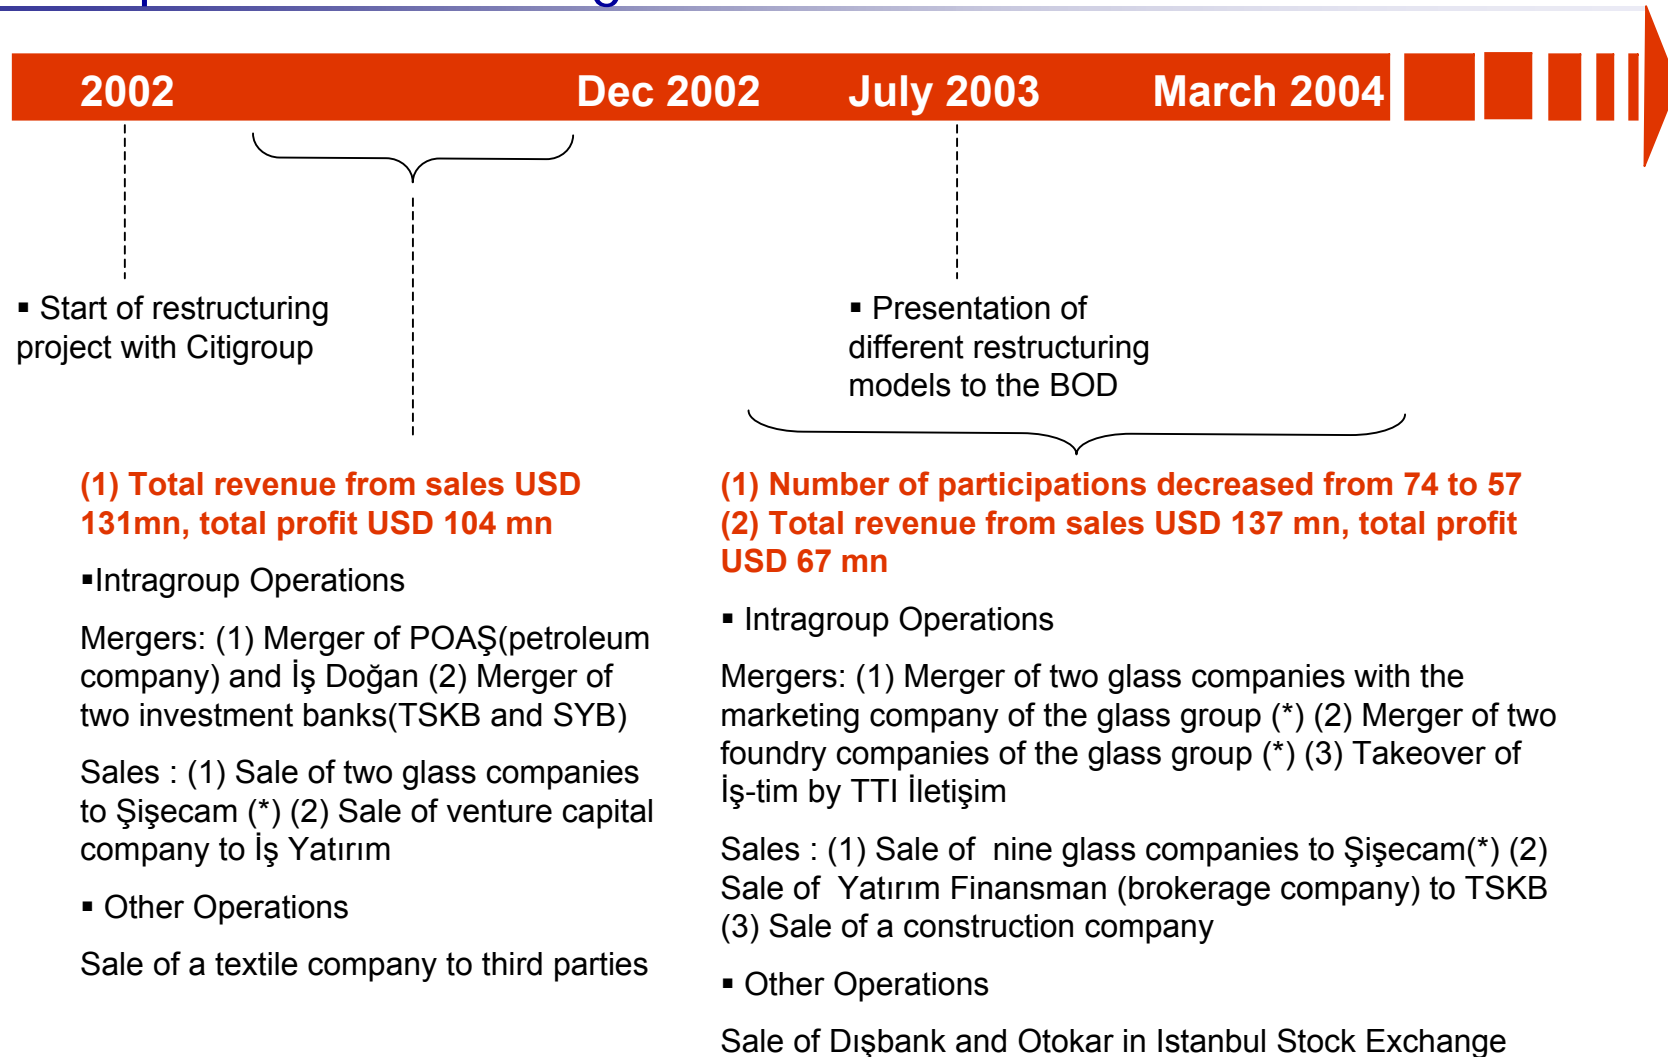 2002 Dec 2002 July 2003 March 2004
▪ Start of restructuring
project with Citigroup
▪ Presentation of
different restructuring
models to the BOD
(1) Total revenue from sales USD
131mn, total profit USD 104 mn
▪Intragroup Operations
Mergers: (1) Merger of POAŞ(petroleum
company) and İş Doğan (2) Merger of
two investment banks(TSKB and SYB)
Sales : (1) Sale of two glass companies
to Şişecam (*) (2) Sale of venture capital
company to İş Yatırım
▪ Other Operations
Sale of a textile company to third parties
(1) Number of participations decreased from 74 to 57
(2) Total revenue from sales USD 137 mn, total profit
USD 67 mn
▪ Intragroup Operations
Mergers: (1) Merger of two glass companies with the
marketing company of the glass group (*) (2) Merger of two
foundry companies of the glass group (*) (3) Takeover of
İş-tim by TTI İletişim
Sales : (1) Sale of  nine glass companies to Şişecam(*) (2)
Sale of  Yatırım Finansman (brokerage company) to TSKB
(3) Sale of a construction company
▪ Other Operations
Sale of Dışbank and Otokar in Istanbul Stock Exchange